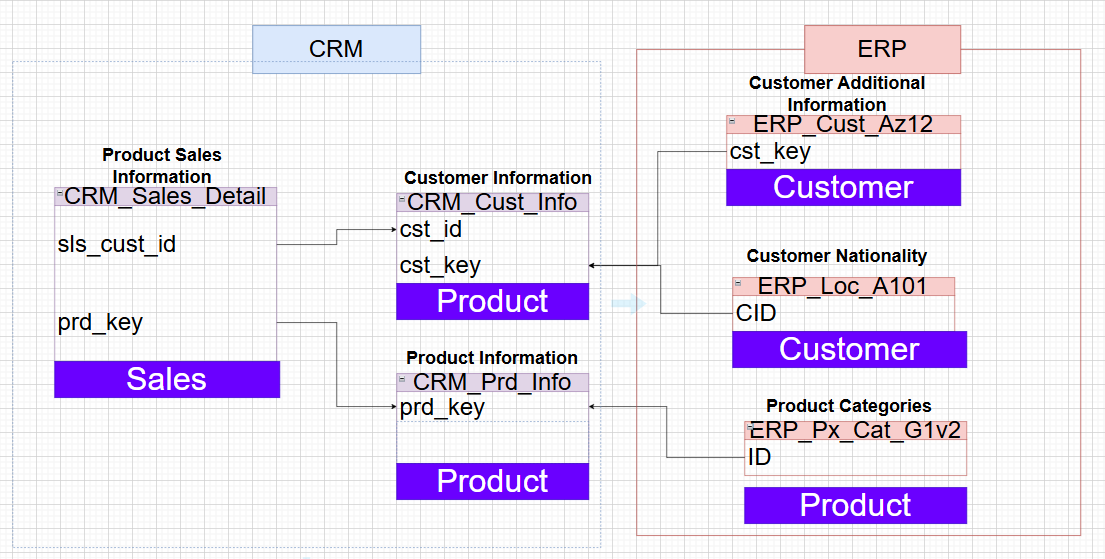 CRM
ERP
Product Sales
Information
CRM_Sales_Detail
sls_cust_id
prd_key
Sales
Customer Information
CRM_Cust_Info
cst_id
cst_key
Product
Product Information
CRM_Prd_Info
prd_key
Product
Customer Additional
Information
ERP_Cust_Az12
cst_key
Customer
Customer Nationality
ERP_Loc_A101
CID
Customer
Product Categories
ERP_Px_Cat_G1v2
ID
Product